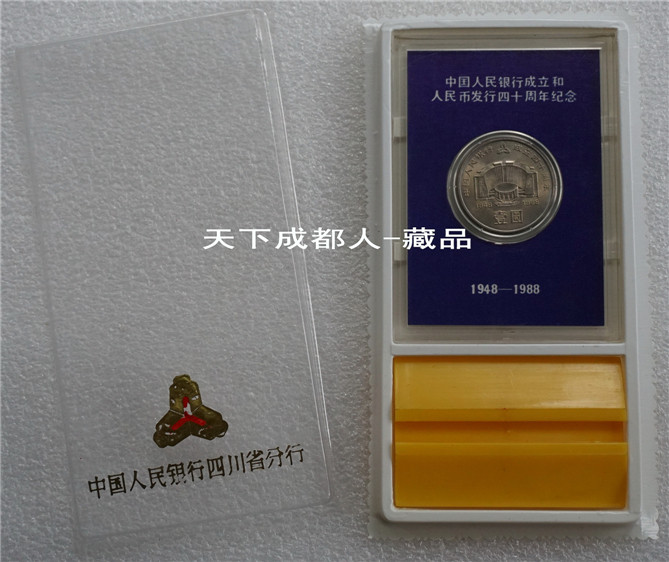 中国人民银行成立和
人民币发行四十周年纪念
壹圆
天下成都人-藏品
1948—1988
中国人民银行四川省分行